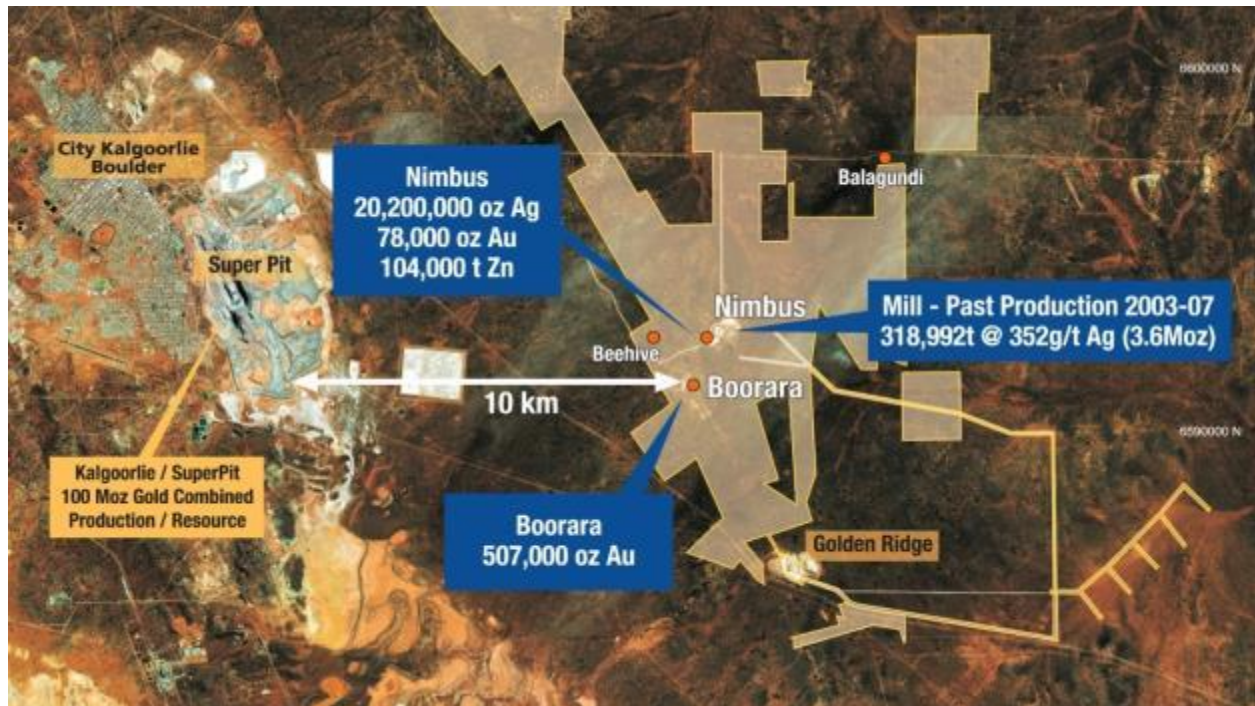 6600000 N
City Kalgoorlie
Boulder
Nimbus
20,200,000 oz Ag
78,000 oz Au
104,000 t Zn
Balagundi
Super Pit
Nimbus
Mill - Past Production 2003-07
318,992t @ 352g/t Ag (3.6Moz)
Beehive
Boorara
10 km
6590000 N
Kalgoorlie / SuperPit
100 Moz Gold Combined
Production / Resource
Boorara
507,000 oz Au
Golden Ridge